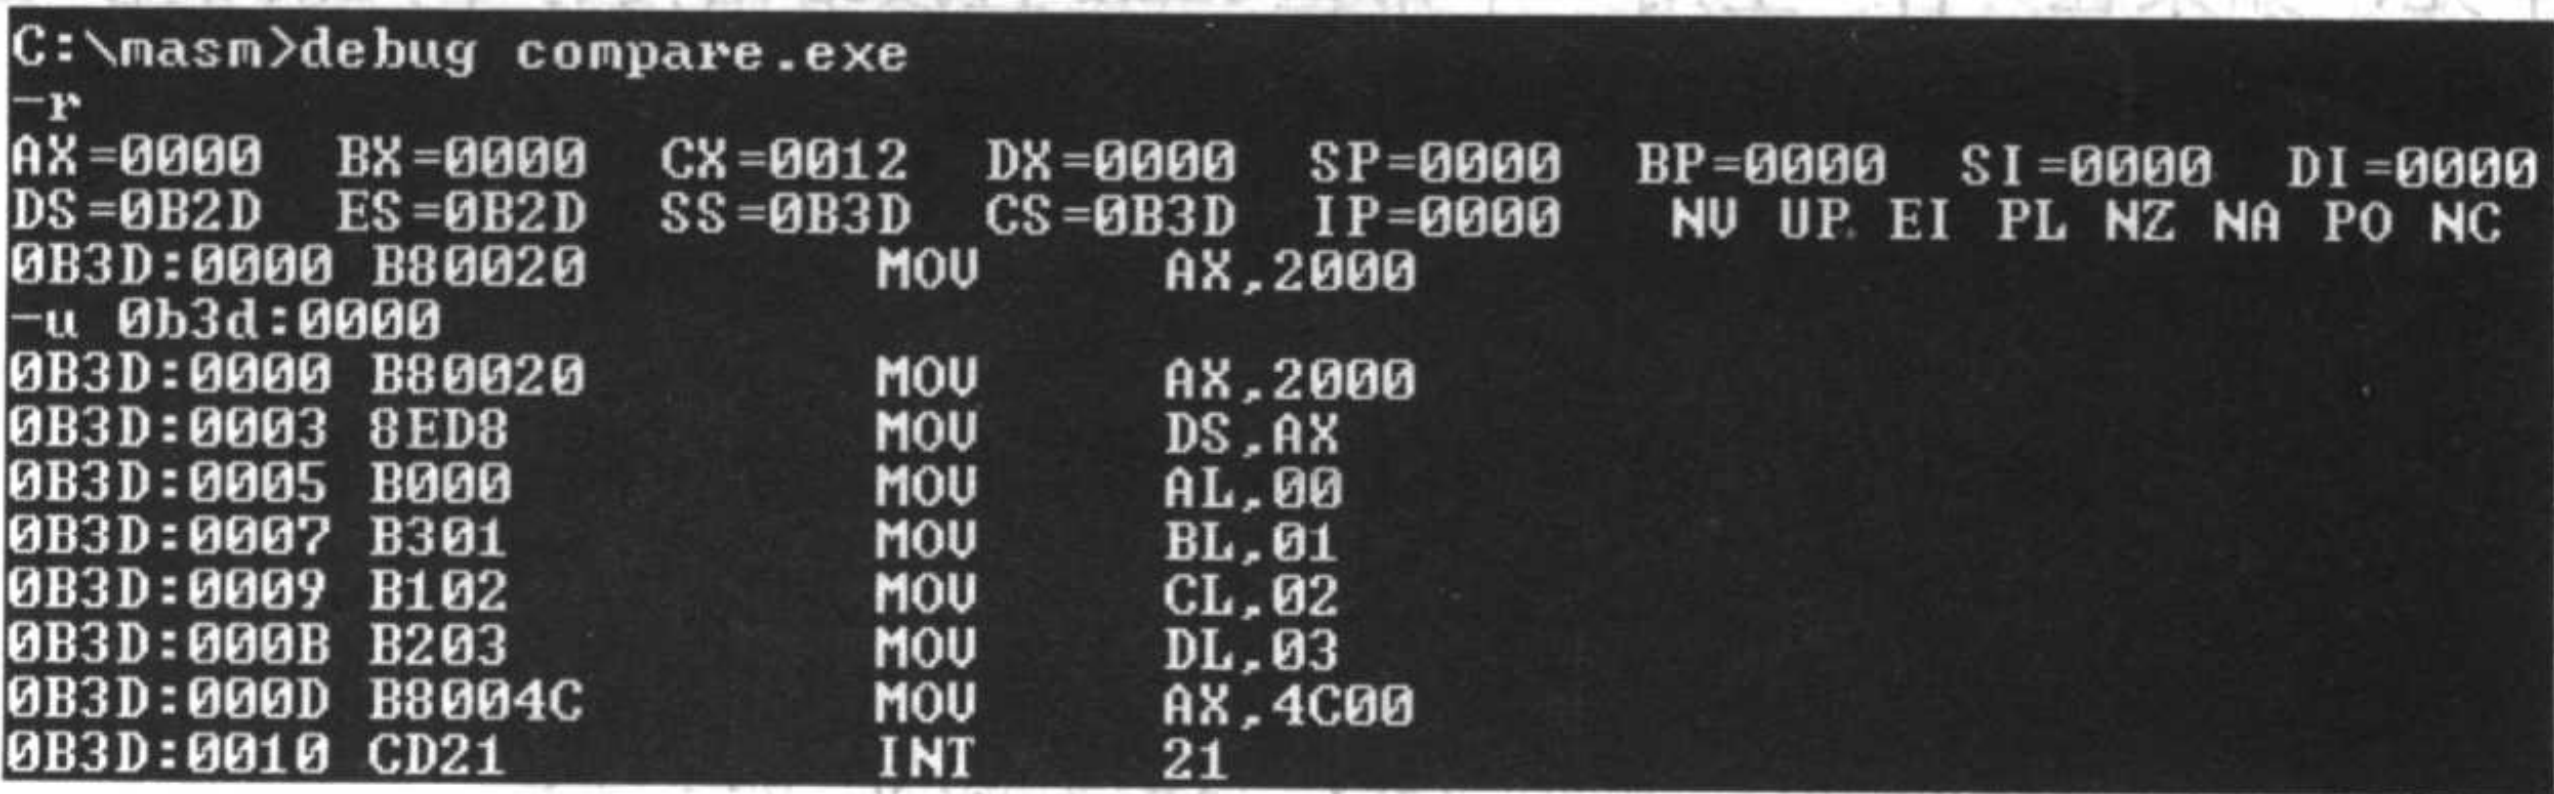 C:\masm>debug compare.exe
-r
AX=0000  BX=0000  CX=0012  DX=0000  SP=0000  BP=0000  SI=0000  DI=0000
DS=0B2D  ES=0B2D  SS=0B3D  CS=0B3D  IP=0000   NV UP EI PL NZ NA PO NC
0B3D:0000 B80020        MOV     AX,2000
-u 0b3d:0000
0B3D:0000 B80020        MOV     AX,2000
0B3D:0003 8ED8          MOV     DS,AX
0B3D:0005 B000          MOV     AL,00
0B3D:0007 B301          MOV     BL,01
0B3D:0009 B102          MOV     CL,02
0B3D:000B B203          MOV     DL,03
0B3D:000D B8004C        MOV     AX,4C00
0B3D:0010 CD21          INT     21